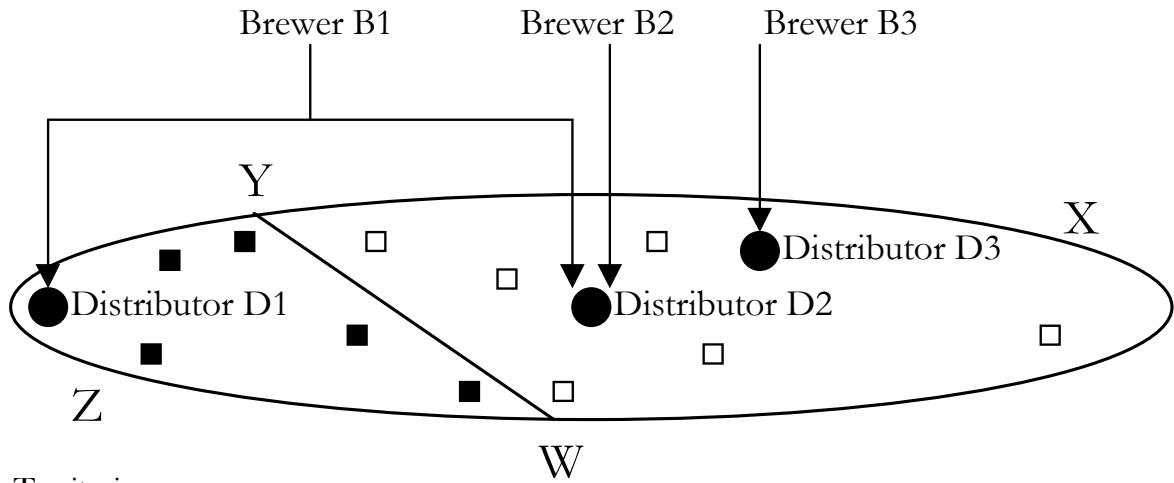 Brewer B1 Brewer B2 Brewer B3
Y
X
Distributor D3
Distributor D1 Distributor D2
Z
W